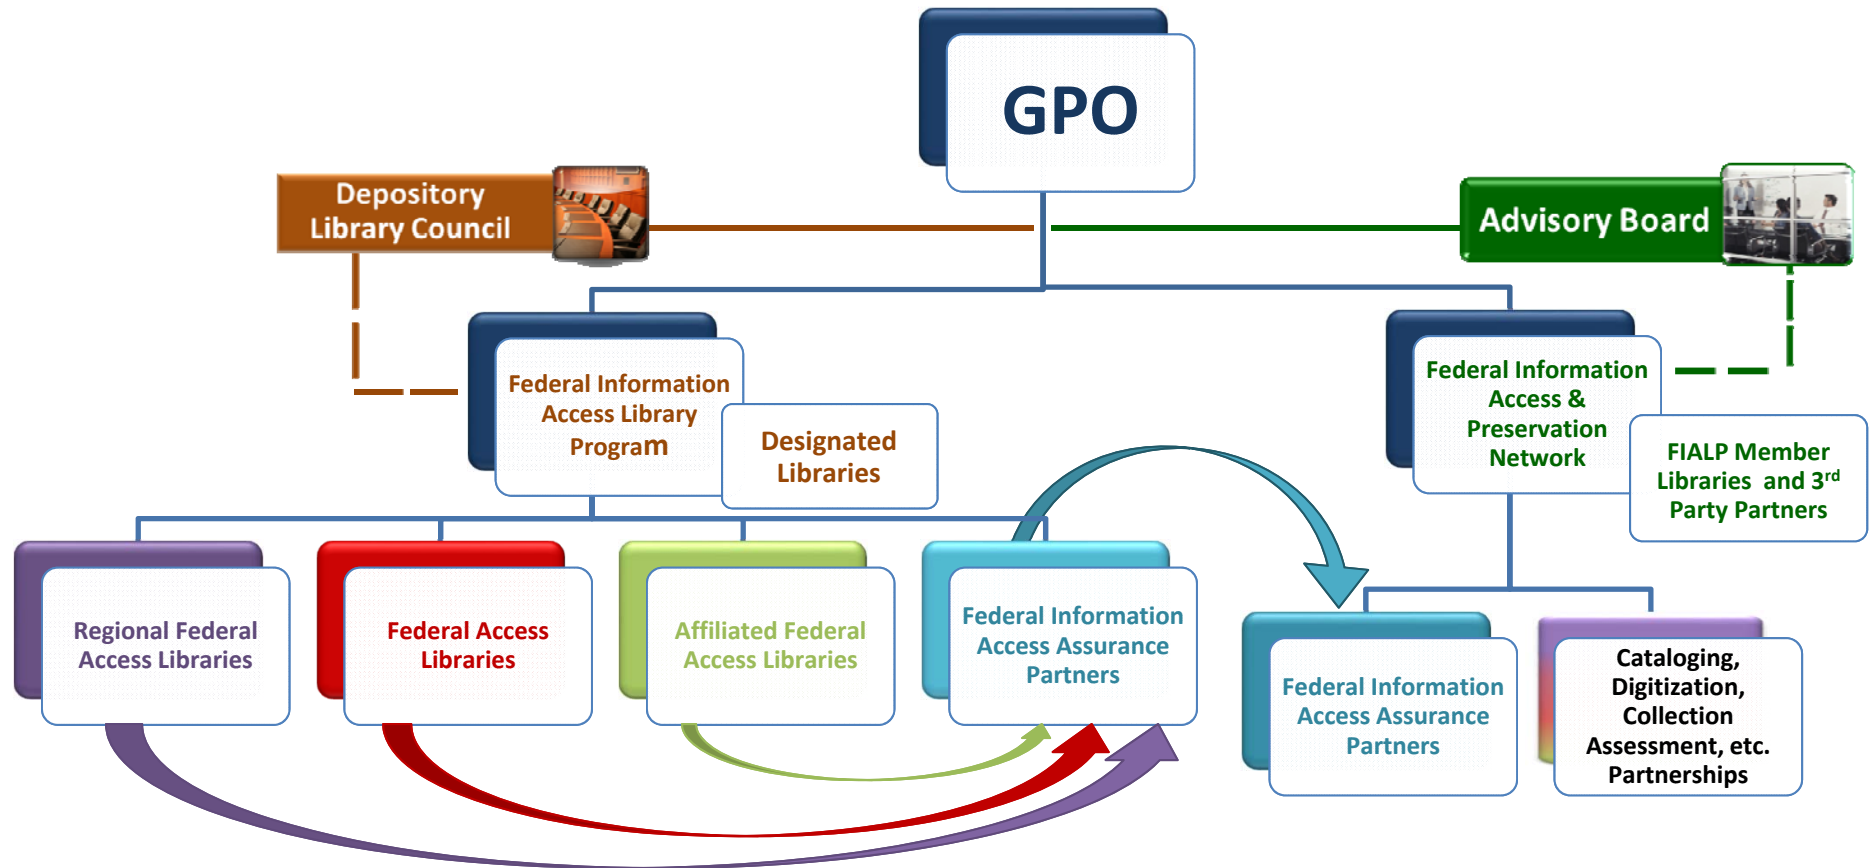 GPO
Depository
Library Council
Advisory Board
Federal Information
Access Library
Program
Designated
Libraries
Federal Information
Access &
Preservation
Network
FIALP Member
Libraries and 3rd
Party Partners
Regional Federal
Access Libraries
Federal Access
Libraries
Affiliated Federal
Access Libraries
Federal Information
Access Assurance
Partners
Federal Information
Access Assurance
Partners
Cataloging,
Digitization,
Collection
Assessment, etc.
Partnerships